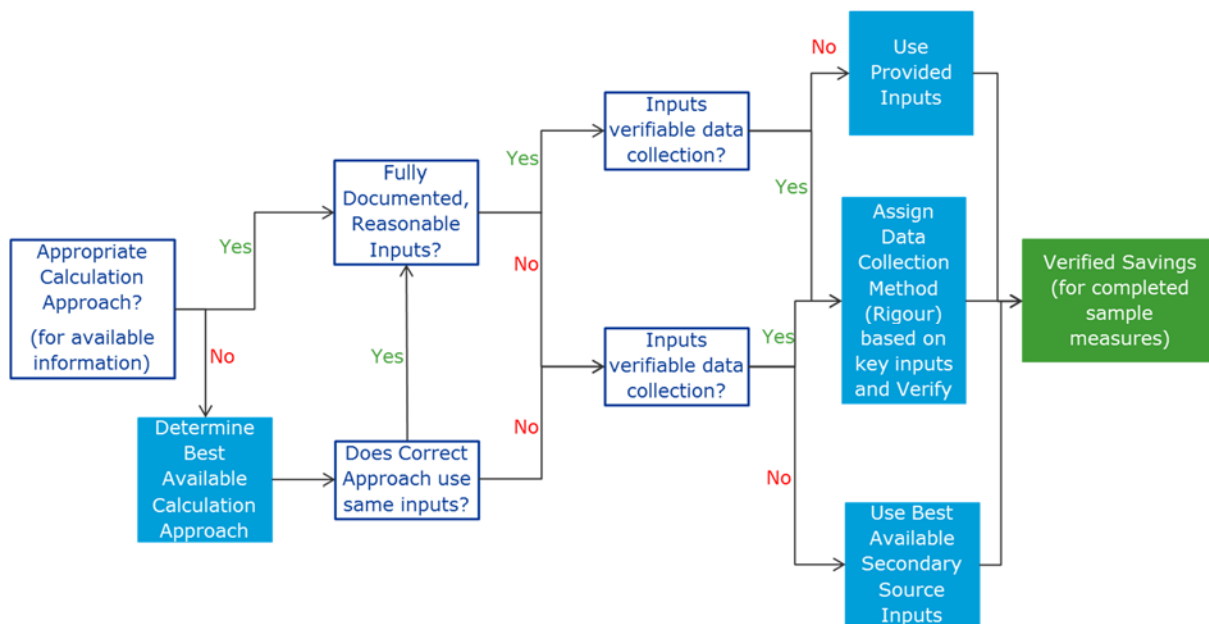 Appropriate
Calculation
Approach?
(for available
information)
Yes
No
Determine
Best
Available
Calculation
Approach
Fully
Documented,
Reasonable
Inputs?
Yes
Does Correct
Approach use
same inputs?
Yes
No
No
Inputs
verifiable data
collection?
Inputs
verifiable data
collection?
No
Yes
Yes
No
Use
Provided
Inputs
Assign
Data
Collection
Method
(Rigour)
based on
key inputs
and Verify
Use Best
Available
Secondary
Source
Inputs
Verified Savings
(for completed
sample
measures)